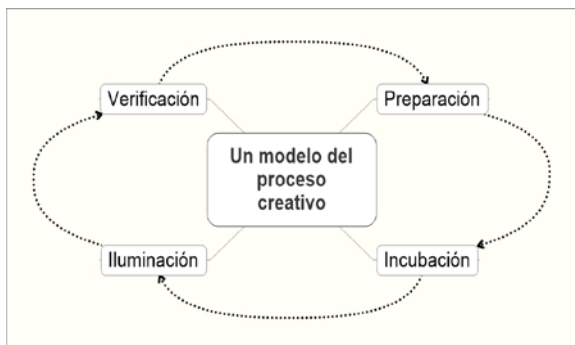 Verificación
Preparación
Un modelo del
proceso
creativo
Iluminación
Incubación